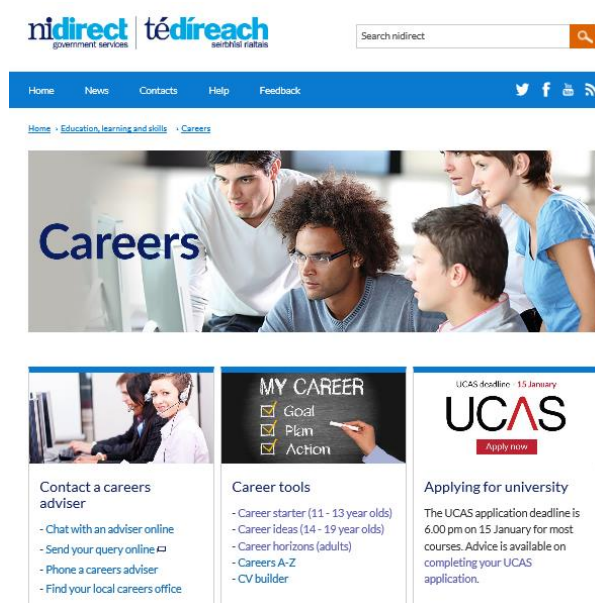 nidirect | tédíreach
government services seirbhísí rialtais
Search nidirect
Home News Contacts Help Feedback
Home › Education, learning and skills › Careers
Careers
MY CAREER
Goal
Plan
Action
UCAS deadline - 15 January
UCAS
Apply now
Contact a careers
adviser
- Chat with an adviser online
- Send your query online
- Phone a careers adviser
- Find your local careers office
Career tools
- Career starter (11 - 13 year olds)
- Career ideas (14 - 19 year olds)
- Career horizons (adults)
- Careers A-Z
- CV builder
Applying for university
The UCAS application deadline is
6.00 pm on 15 January for most
courses. Advice is available on
completing your UCAS
application.